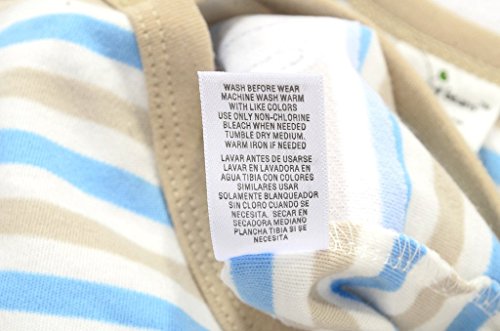 WASH BEFORE WEAR
MACHINE WASH WARM
WITH LIKE COLORS
USE ONLY NON-CHLORINE
BLEACH WHEN NEEDED
TUMBLE DRY MEDIUM.
WARM IRON IF NEEDED
LAVAR ANTES DE USARSE
LAVAR EN LAVADORA EN
AGUA TIBIA CON COLORES
SIMILARES USAR
SOLAMENTE BLANQUEADOR
SIN CLORO CUANDO SE
NECESITA. SECAR EN
SECADORA MEDIANO
PLANCHA TIBIA SI SE
NECESITA